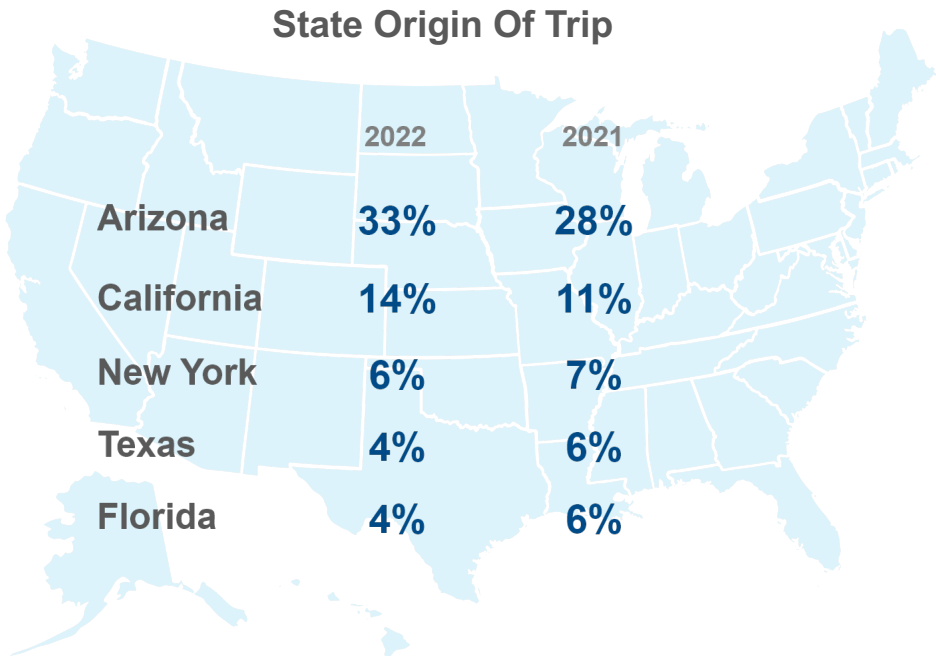 State Origin Of Trip
2022 2021
Arizona 33% 28%
California 14% 11%
New York 6% 7%
Texas 4% 6%
Florida 4% 6%